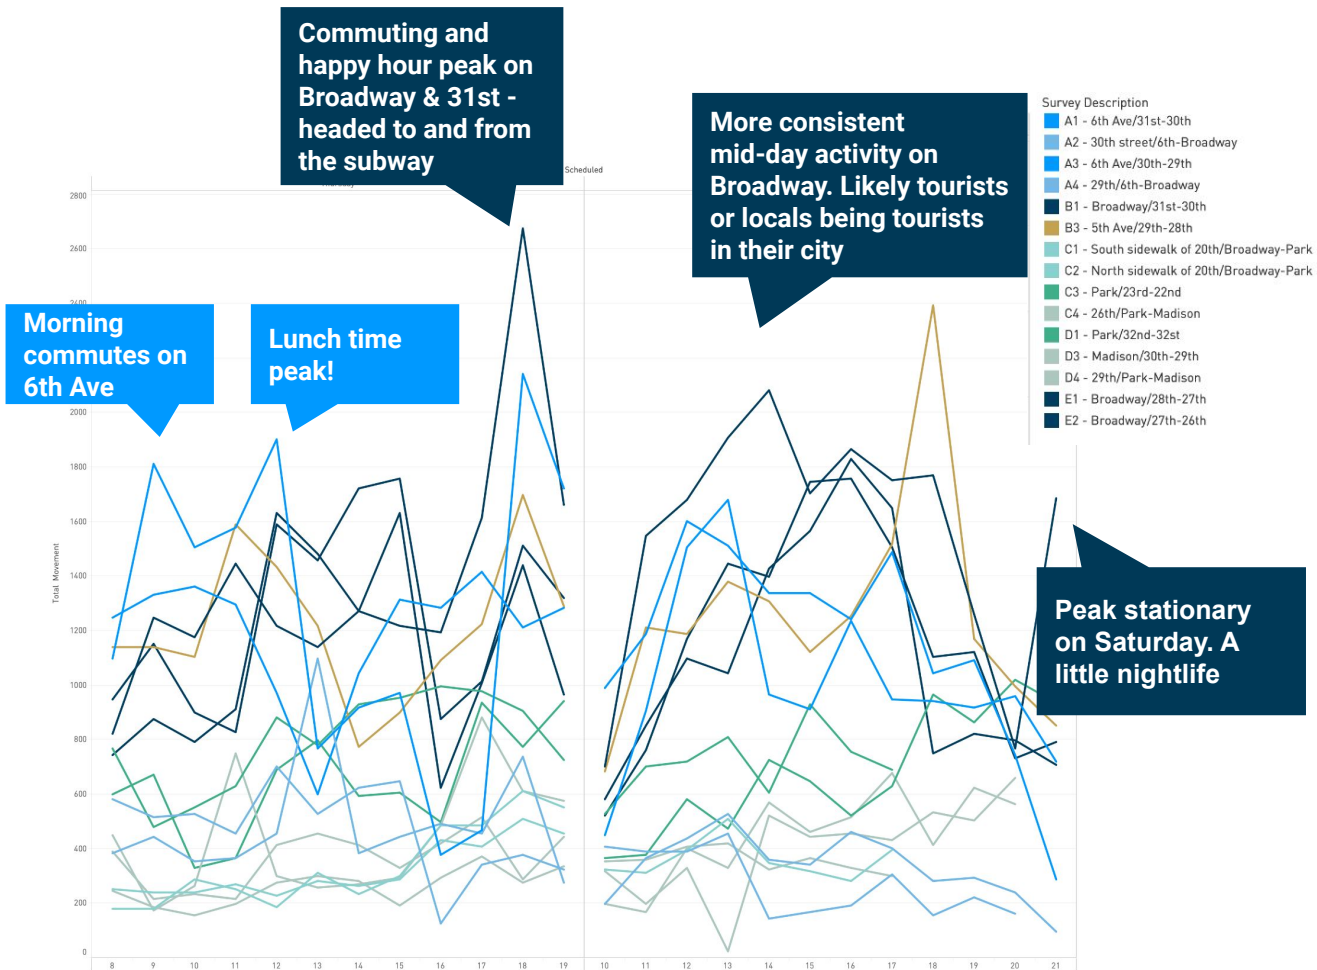 Commuting and
happy hour peak on
Broadway & 31st -
headed to and from
the subway
More consistent
mid-day activity on
Broadway. Likely tourists
or locals being tourists
in their city
Survey Description
A1 - 6th Ave/31st-30th
A2 - 30th street/6th-Broadway
A3 - 6th Ave/30th-29th
A4 - 29th/6th-Broadway
B1 - Broadway/31st-30th
B3 - 5th Ave/29th-28th
C1 - South sidewalk of 20th/Broadway-Park
C2 - North sidewalk of 20th/Broadway-Park
C3 - Park/23rd-22nd
C4 - 26th/Park-Madison
D1 - Park/32nd-32st
D3 - Madison/30th-29th
D4 - 29th/Park-Madison
E1 - Broadway/28th-27th
E2 - Broadway/27th-26th
Scheduled
Morning
commutes on
6th Ave
Lunch time
peak!
Peak stationary
on Saturday. A
little nightlife
Total Movement
2800
2600
2000
1800
1600
1400
1200
1000
800
600
400
200
0
8 9 10 11 12 13 14 15 16 17 18 19 10 11 12 13 14 15 16 17 18 19 20 21